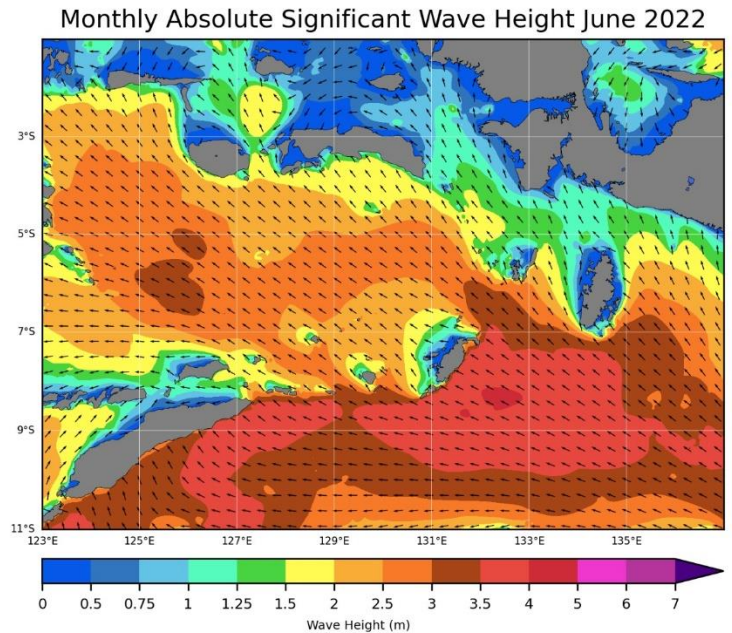 Monthly Absolute Significant Wave Height June 2022
3°S
5°S
7°S
9°S
11°S
123°E 125°E 127°E 129°E 131°E 133°E 135°E
0 0.5 0.75 1 1.25 1.5 2 2.5 3 3.5 4 5 6 7
Wave Height (m)